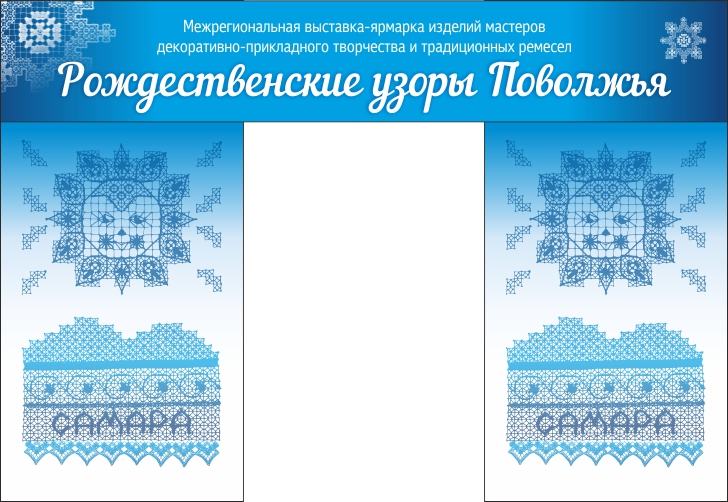 Межрегиональная выставка-ярмарка изделий мастеров
декоративно-прикладного творчества и традиционных ремесел
Рождественские узоры Поволжья
САМАРА
САМАРА